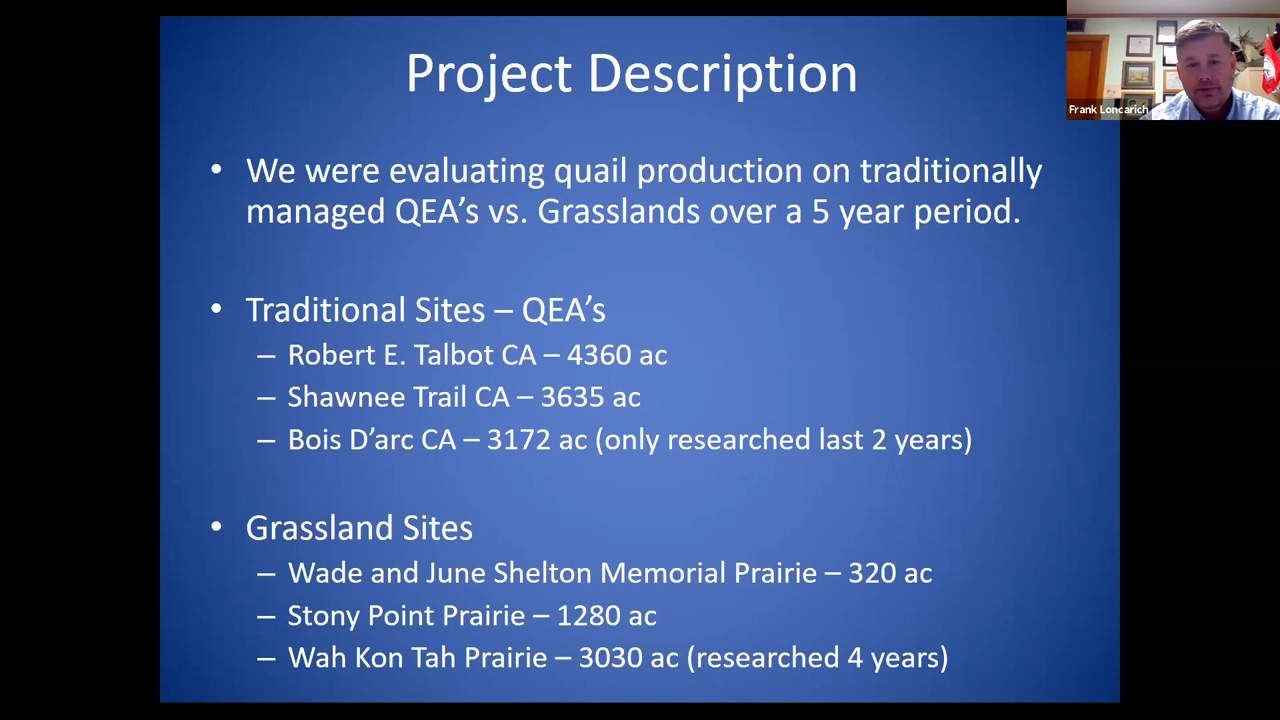 Project Description
Frank Loncarich
• We were evaluating quail production on traditionally
managed QEA's vs. Grasslands over a 5 year period.
• Traditional Sites – QEA's
– Robert E. Talbot CA – 4360 ac
– Shawnee Trail CA – 3635 ac
– Bois D'arc CA – 3172 ac (only researched last 2 years)
• Grassland Sites
– Wade and June Shelton Memorial Prairie – 320 ac
– Stony Point Prairie – 1280 ac
– Wah Kon Tah Prairie – 3030 ac (researched 4 years)